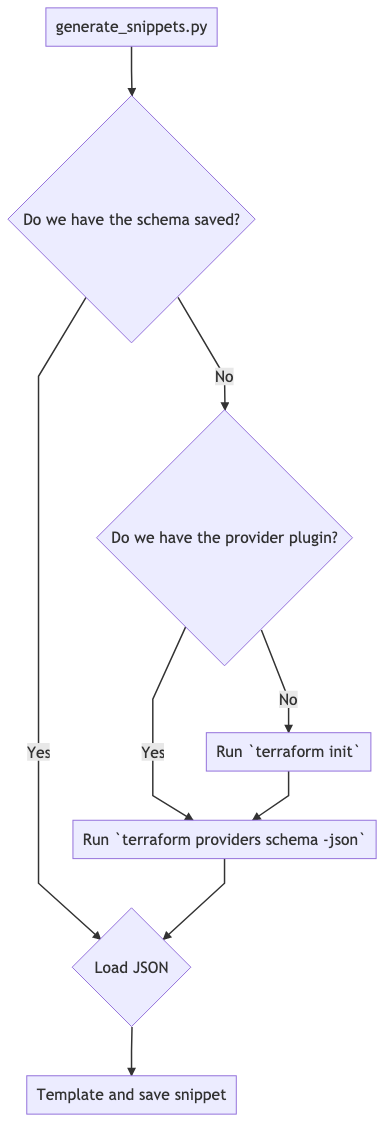 generate_snippets.py
Do we have the schema saved?
No
Do we have the provider plugin?
No
Yes
Yes
Run `terraform init`
Run `terraform providers schema -json`
Load JSON
Template and save snippet